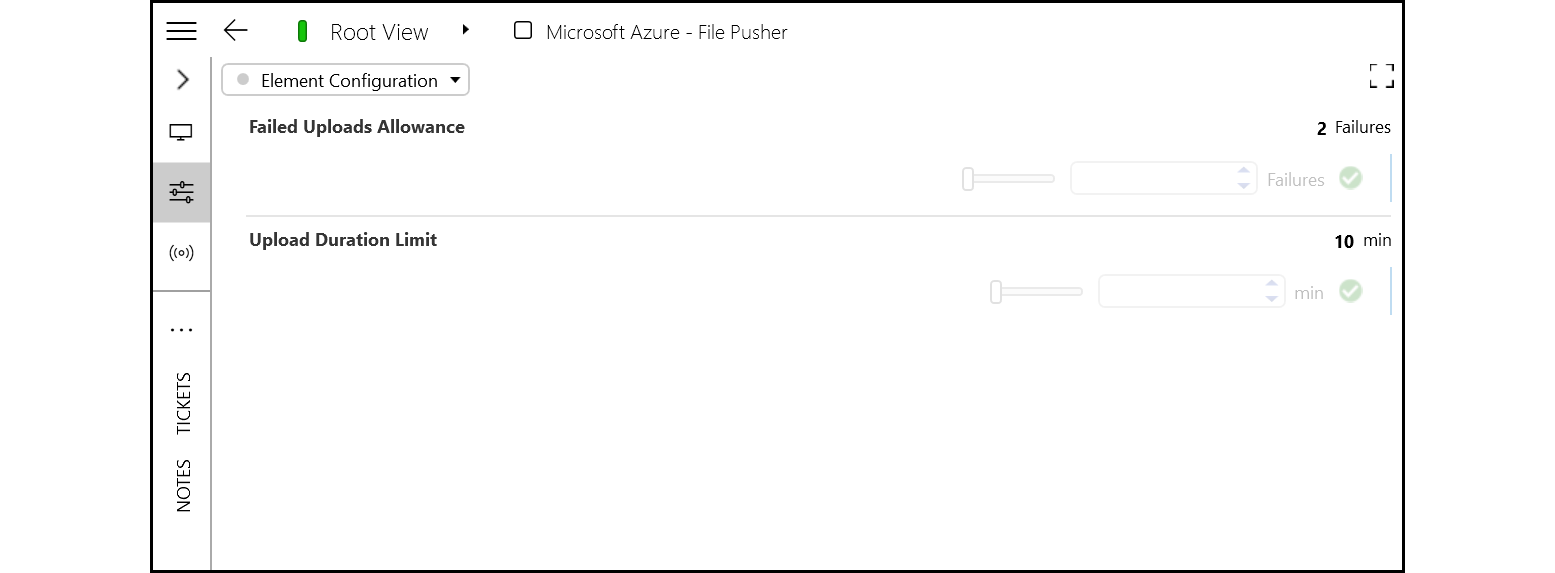 Root View Microsoft Azure - File Pusher
Element Configuration
Failed Uploads Allowance 2 Failures
Failures
Upload Duration Limit 10 min
min
...
TICKETS
NOTES